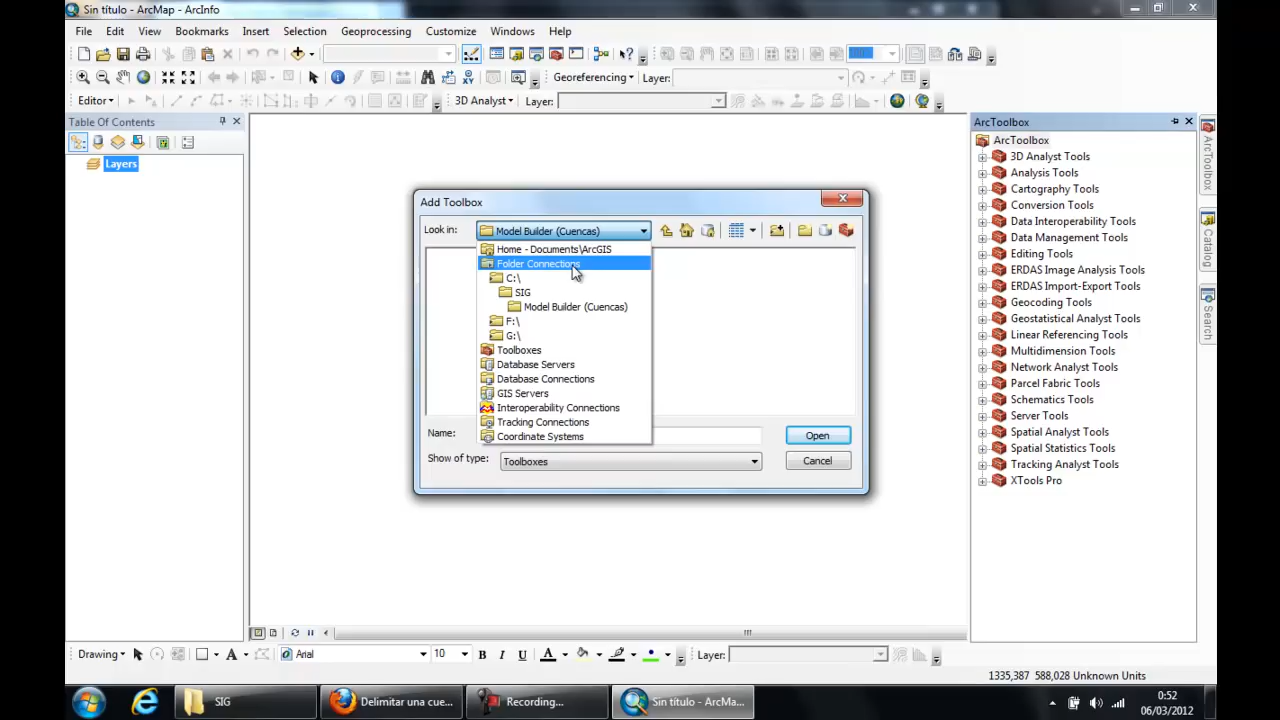 Sin título - ArcMap - ArcInfo
File Edit View Bookmarks Insert Selection Geoprocessing Customize Windows Help
Georeferencing Layer:
Editor 3D Analyst Layer:
Table Of Contents
Layers
Add Toolbox
Look in: Model Builder (Cuencas)
Home - Documents\ArcGIS
Folder Connections
C:\
SIG
Model Builder (Cuencas)
F:\
G:\
Toolboxes
Database Servers
Database Connections
GIS Servers
Interoperability Connections
Tracking Connections
Coordinate Systems
Name: Open
Show of type: Toolboxes Cancel
ArcToolbox
ArcToolbox
3D Analyst Tools
Analysis Tools
Cartography Tools
Conversion Tools
Data Interoperability Tools
Data Management Tools
Editing Tools
ERDAS Image Analysis Tools
ERDAS Import-Export Tools
Geocoding Tools
Geostatistical Analyst Tools
Linear Referencing Tools
Multidimension Tools
Network Analyst Tools
Parcel Fabric Tools
Schematics Tools
Server Tools
Spatial Analyst Tools
Spatial Statistics Tools
Tracking Analyst Tools
XTools Pro
ArcToolbox
Catalog
Search
Drawing A Arial 10 B I U A Layer:
1335,387 588,028 Unknown Units
SIG Delimitar una cue... Recording... Sin título - ArcMa... 0:52
06/03/2012